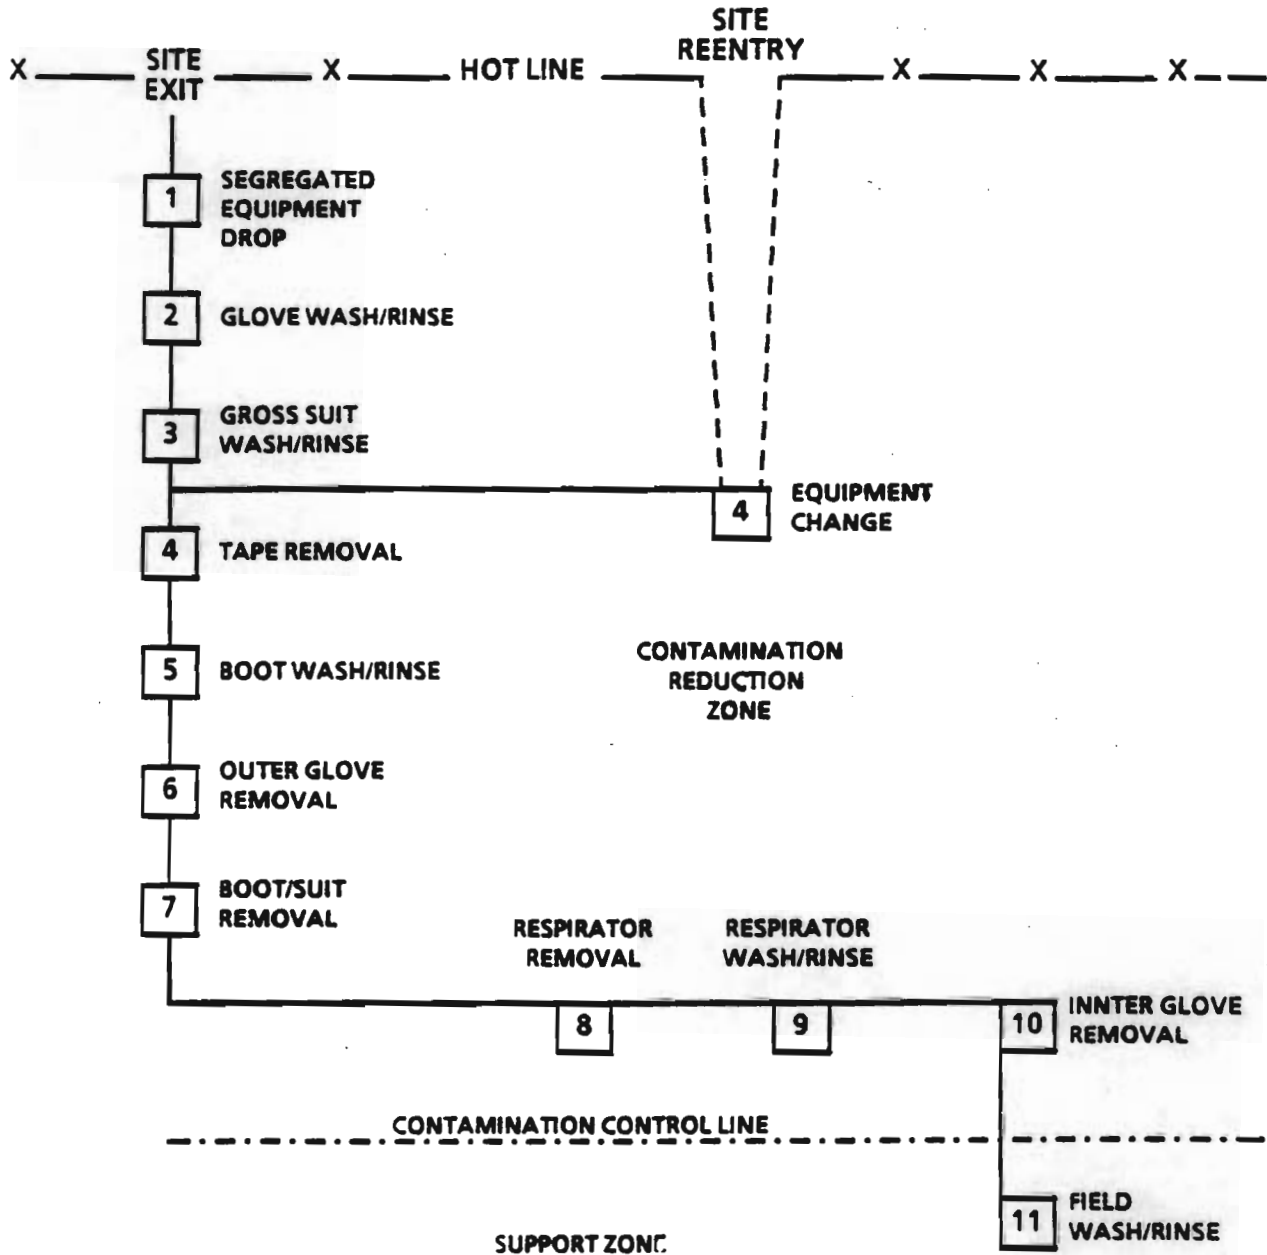 SITE
REENTRY
X SITE X HOT LINE X X X
EXIT
1 SEGREGATED
EQUIPMENT
DROP
2 GLOVE WASH/RINSE
3 GROSS SUIT
WASH/RINSE
4 EQUIPMENT
CHANGE
4 TAPE REMOVAL
5 BOOT WASH/RINSE
CONTAMINATION
REDUCTION
ZONE
6 OUTER GLOVE
REMOVAL
7 BOOT/SUIT
REMOVAL
RESPIRATOR
REMOVAL
8
RESPIRATOR
WASH/RINSE
9
10 INNTER GLOVE
REMOVAL
CONTAMINATION CONTROL LINE
11 FIELD
WASH/RINSE
SUPPORT ZONE